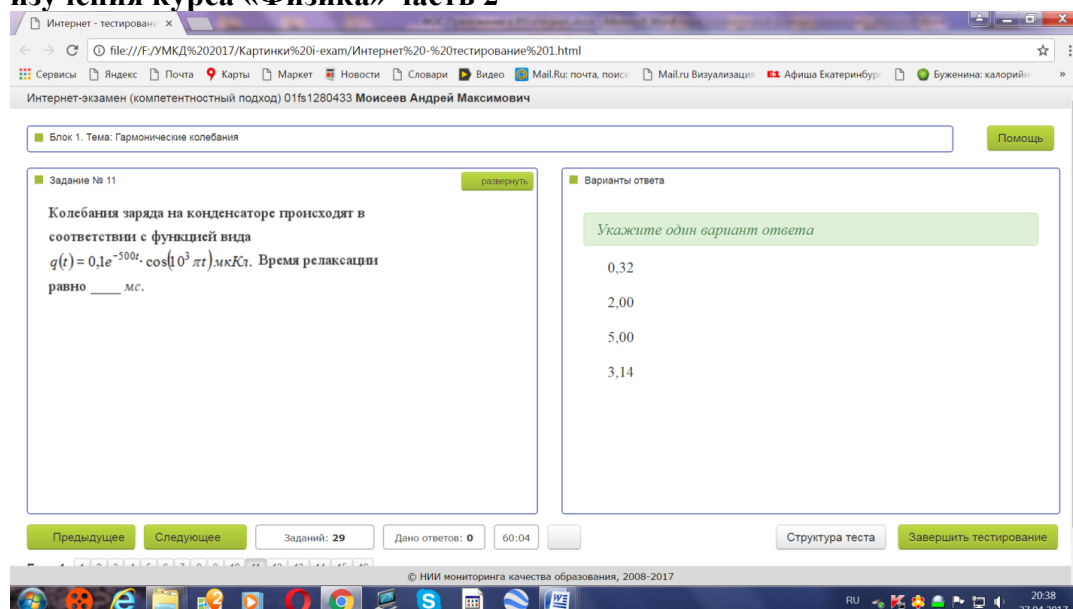 изучения курса «Физика» часть 2
Интернет - тестировани
file:///F:/УМКД%202017/Картинки%20i-exam/Интернет%20-%20тестирование%201.html
Сервисы Яндекс Почта Карты Маркет Новости Словари Видео Mail.Ru: почта, поиск Mail.ru Визуализация E1 Афиша Екатеринбург Буженина: калорийн »
Интернет-экзамен (компетентностный подход) 01fs1280433 Моисеев Андрей Максимович
Блок 1. Тема: Гармонические колебания
Помощь
Задание № 11
развернуть
Колебания заряда на конденсаторе происходят в
соответствии с функцией вида
q(t) = 0,1e^{-500t}· cos(10^3 πt) мкКл. Время релаксации
равно ____ мс.
Варианты ответа
Укажите один вариант ответа
0,32
2,00
5,00
3,14
Предыдущее Следующее Заданий: 29 Дано ответов: 0 60:04 Структура теста Завершить тестирование
© НИИ мониторинга качества образования, 2008-2017
RU 20:38
27.04.2017